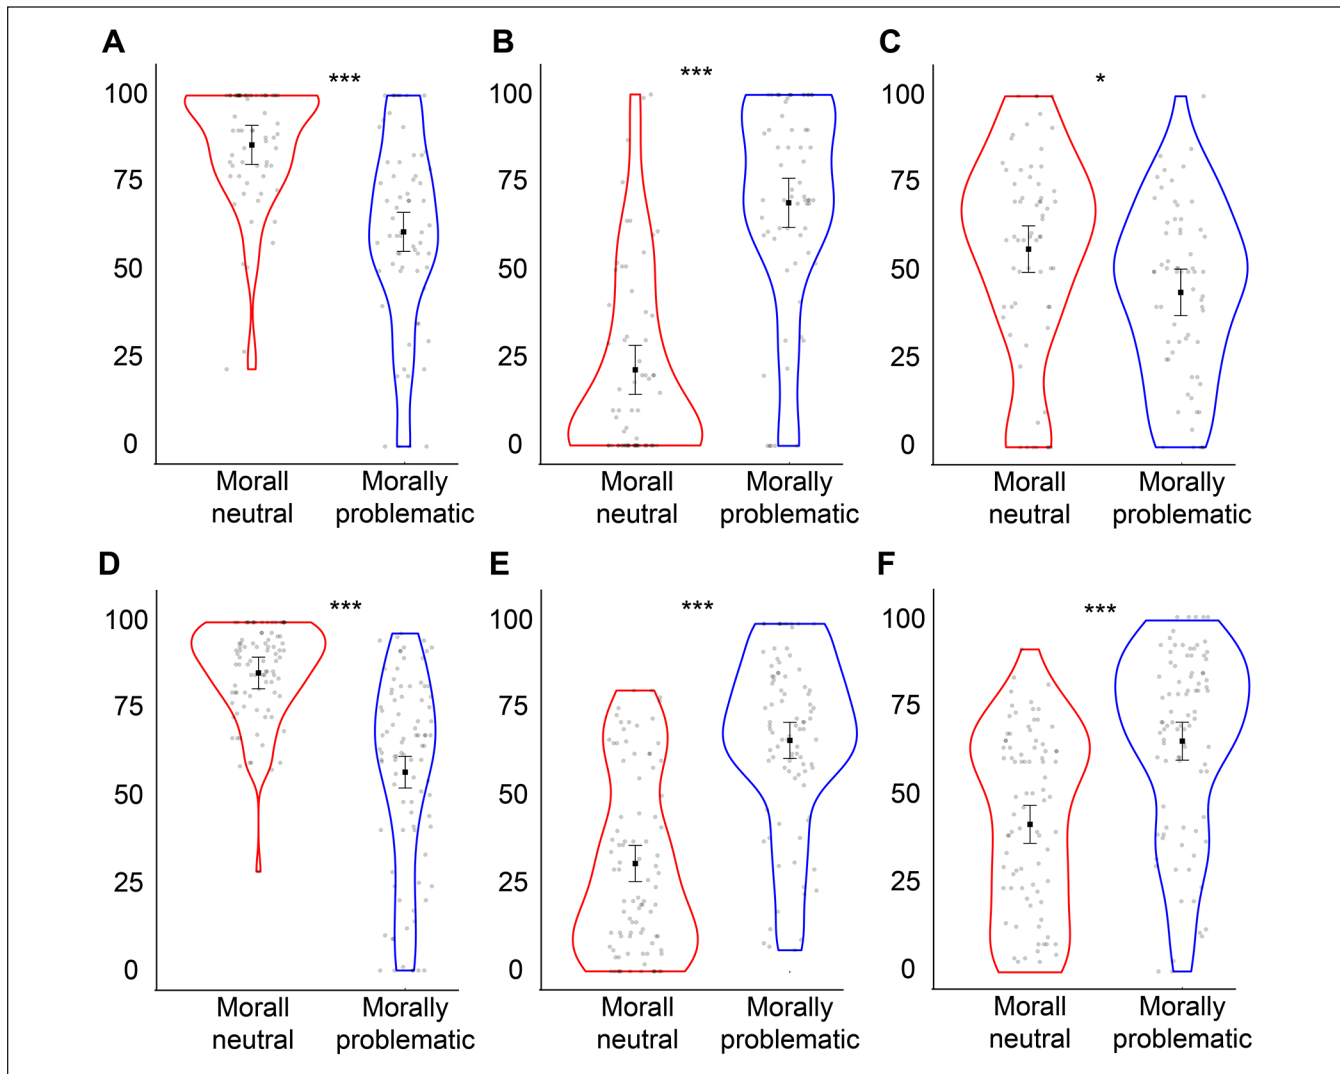 A
***
100
75
50
25
0
Morall
neutral
Morally
problematic
B
***
100
75
50
25
0
Morall
neutral
Morally
problematic
C
*
100
75
50
25
0
Morall
neutral
Morally
problematic
D
***
100
75
50
25
0
Morall
neutral
Morally
problematic
E
***
100
75
50
25
0
Morall
neutral
Morally
problematic
F
***
100
75
50
25
0
Morall
neutral
Morally
problematic